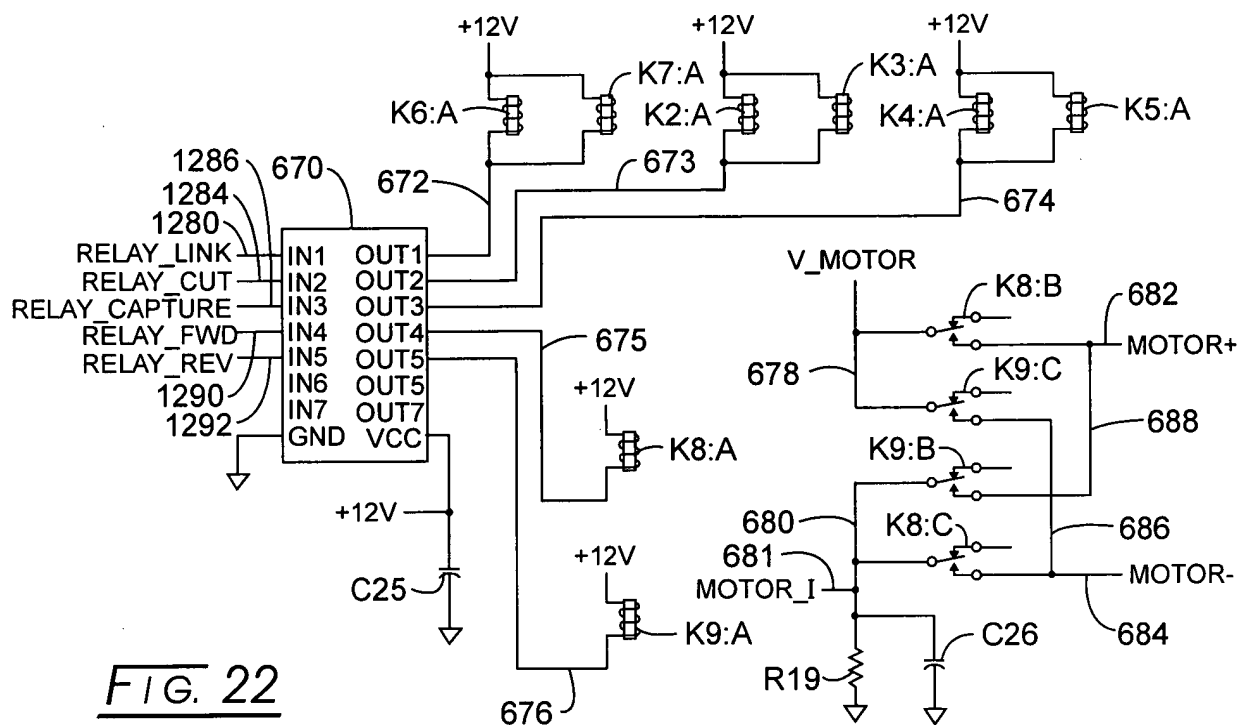 +12V
+12V
+12V
K7:A
K3:A
K6:A
K2:A
K4:A
K5:A
1286
670
672
673
674
1284
1280
RELAY_LINK
IN1
OUT1
RELAY_CUT
IN2
OUT2
RELAY_CAPTURE
IN3
OUT3
RELAY_FWD
IN4
OUT4
RELAY_REV
IN5
OUT5
IN6
OUT5
1290
IN7
OUT7
1292
GND
VCC
675
+12V
K8:A
+12V
C25
+12V
K9:A
676
V_MOTOR
K8:B
682
MOTOR+
678
K9:C
688
K9:B
680
K8:C
686
681
MOTOR_I
MOTOR-
684
R19
C26
FIG. 22